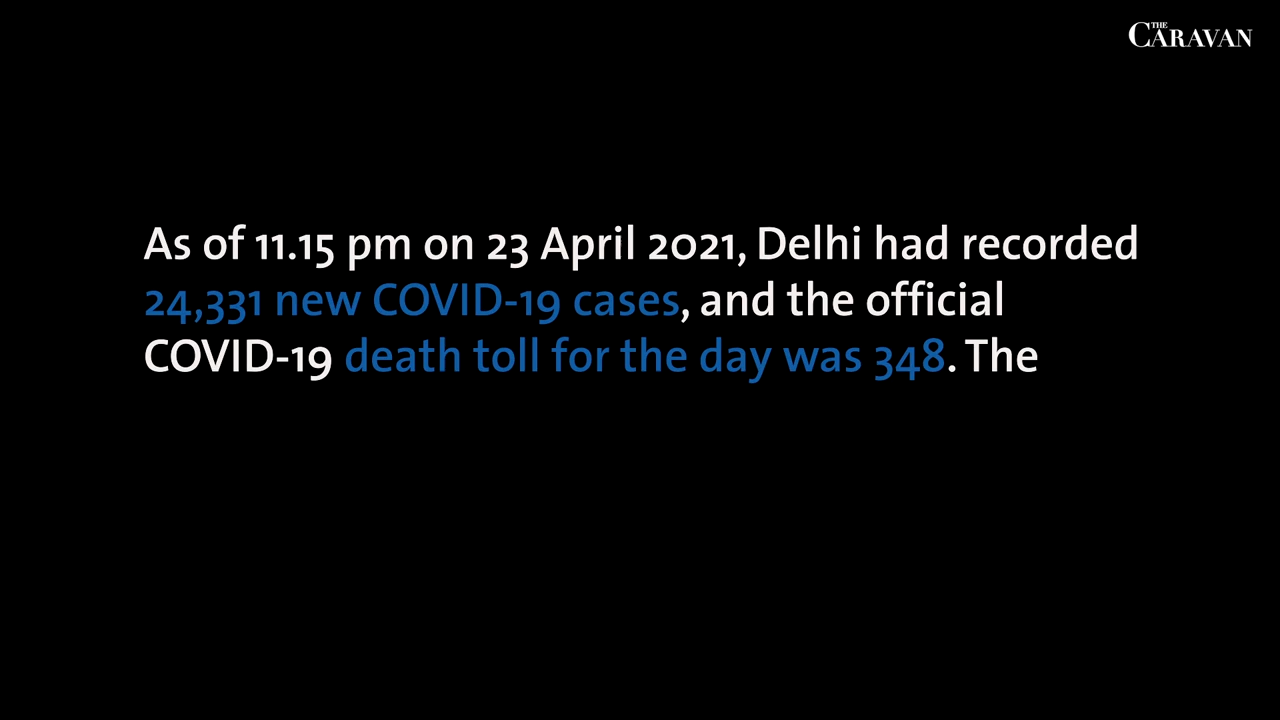 THE CARAVAN
As of 11.15 pm on 23 April 2021, Delhi had recorded
24,331 new COVID-19 cases, and the official
COVID-19 death toll for the day was 348. The